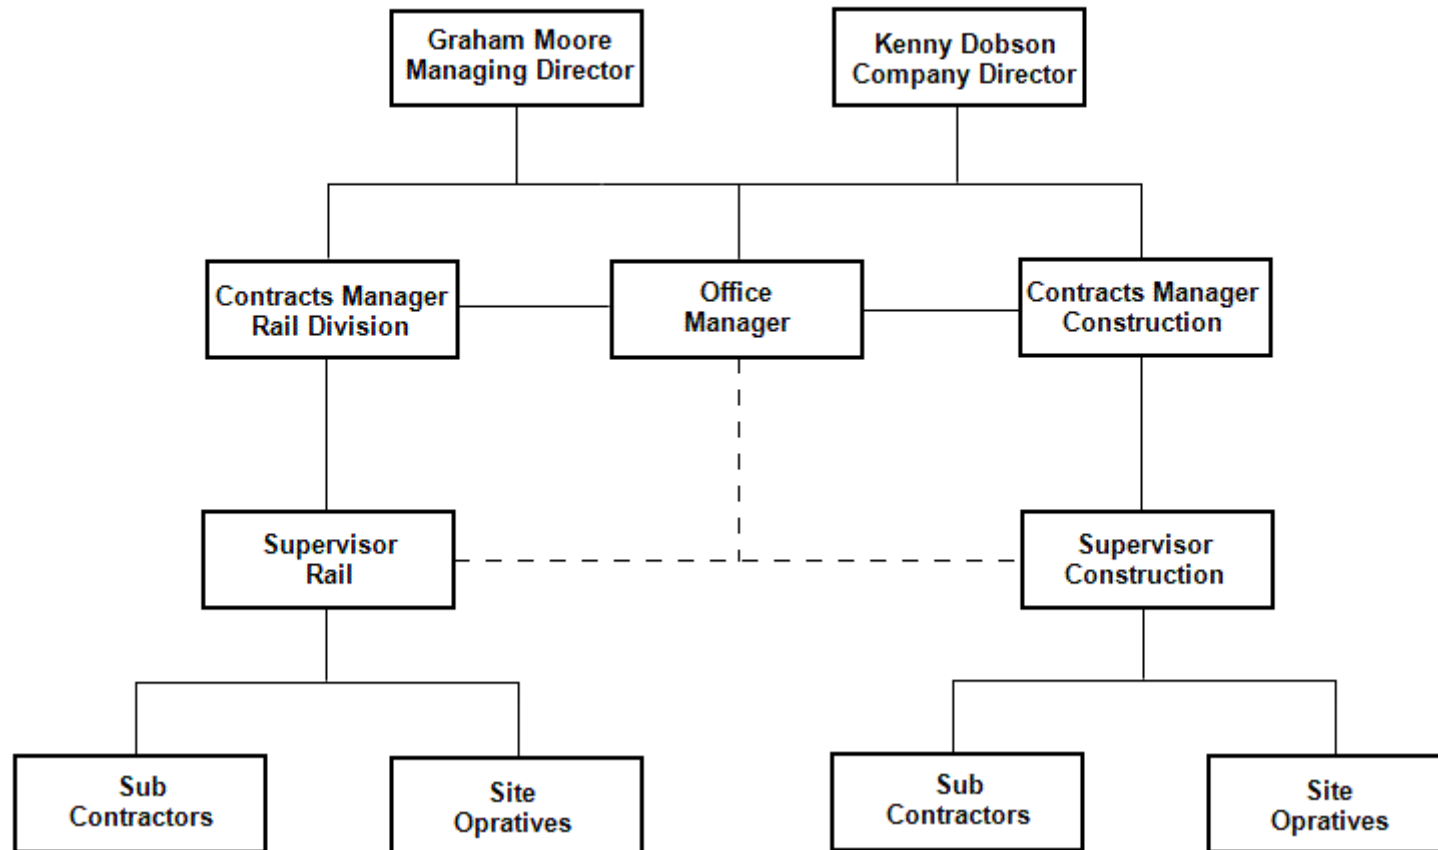 Graham Moore
Managing Director
Kenny Dobson
Company Director
Contracts Manager
Rail Division
Office
Manager
Contracts Manager
Construction
Supervisor
Rail
Supervisor
Construction
Sub
Contractors
Site
Opratives
Sub
Contractors
Site
Opratives